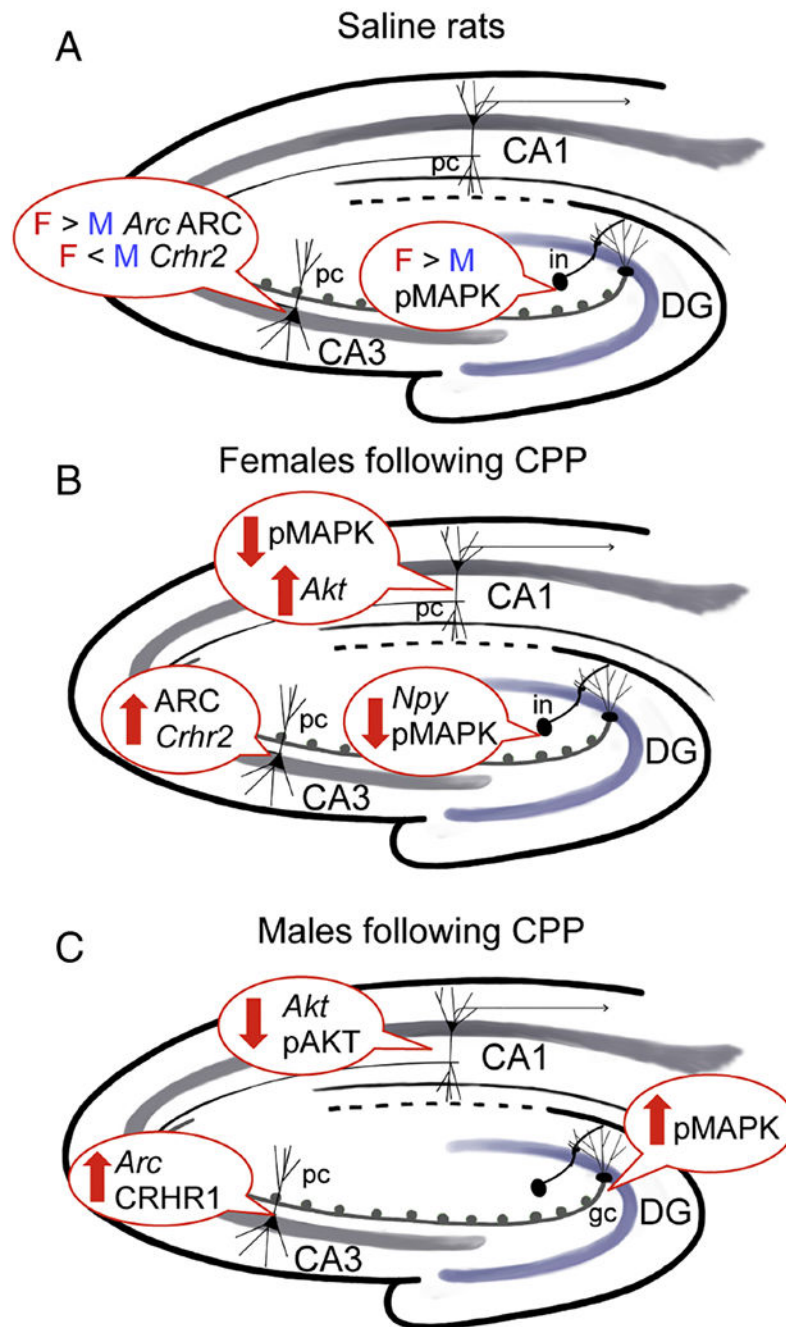 A
Saline rats
CA1
pc
F > M Arc ARC
F < M Crhr2
pc
F > M
pMAPK
in
DG
CA3
B
Females following CPP
pMAPK
Akt
CA1
pc
ARC
Crhr2
pc
Npy
pMAPK
in
DG
CA3
C
Males following CPP
Akt
pAKT
CA1
pMAPK
Arc
CRHR1
pc
gc
DG
CA3